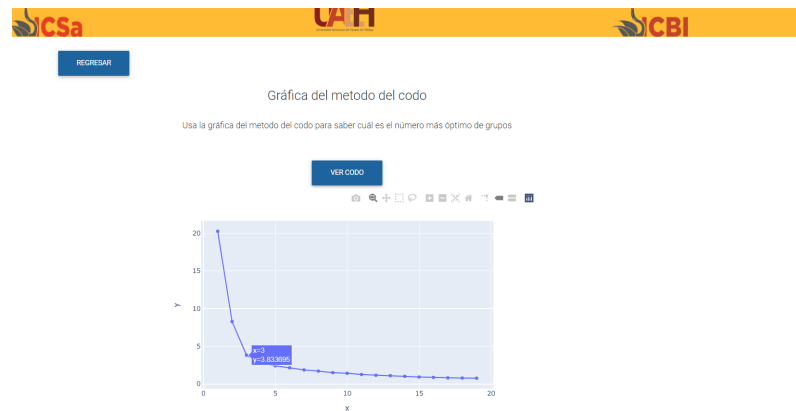 ICSa
UAEH
ICBI
REGRESAR
Gráfica del metodo del codo
Usa la gráfica del metodo del codo para saber cuál es el número más óptimo de grupos
VER CODO
20
15
10
5
0
Y
x=3
y=3.833695
0
5
10
15
20
x